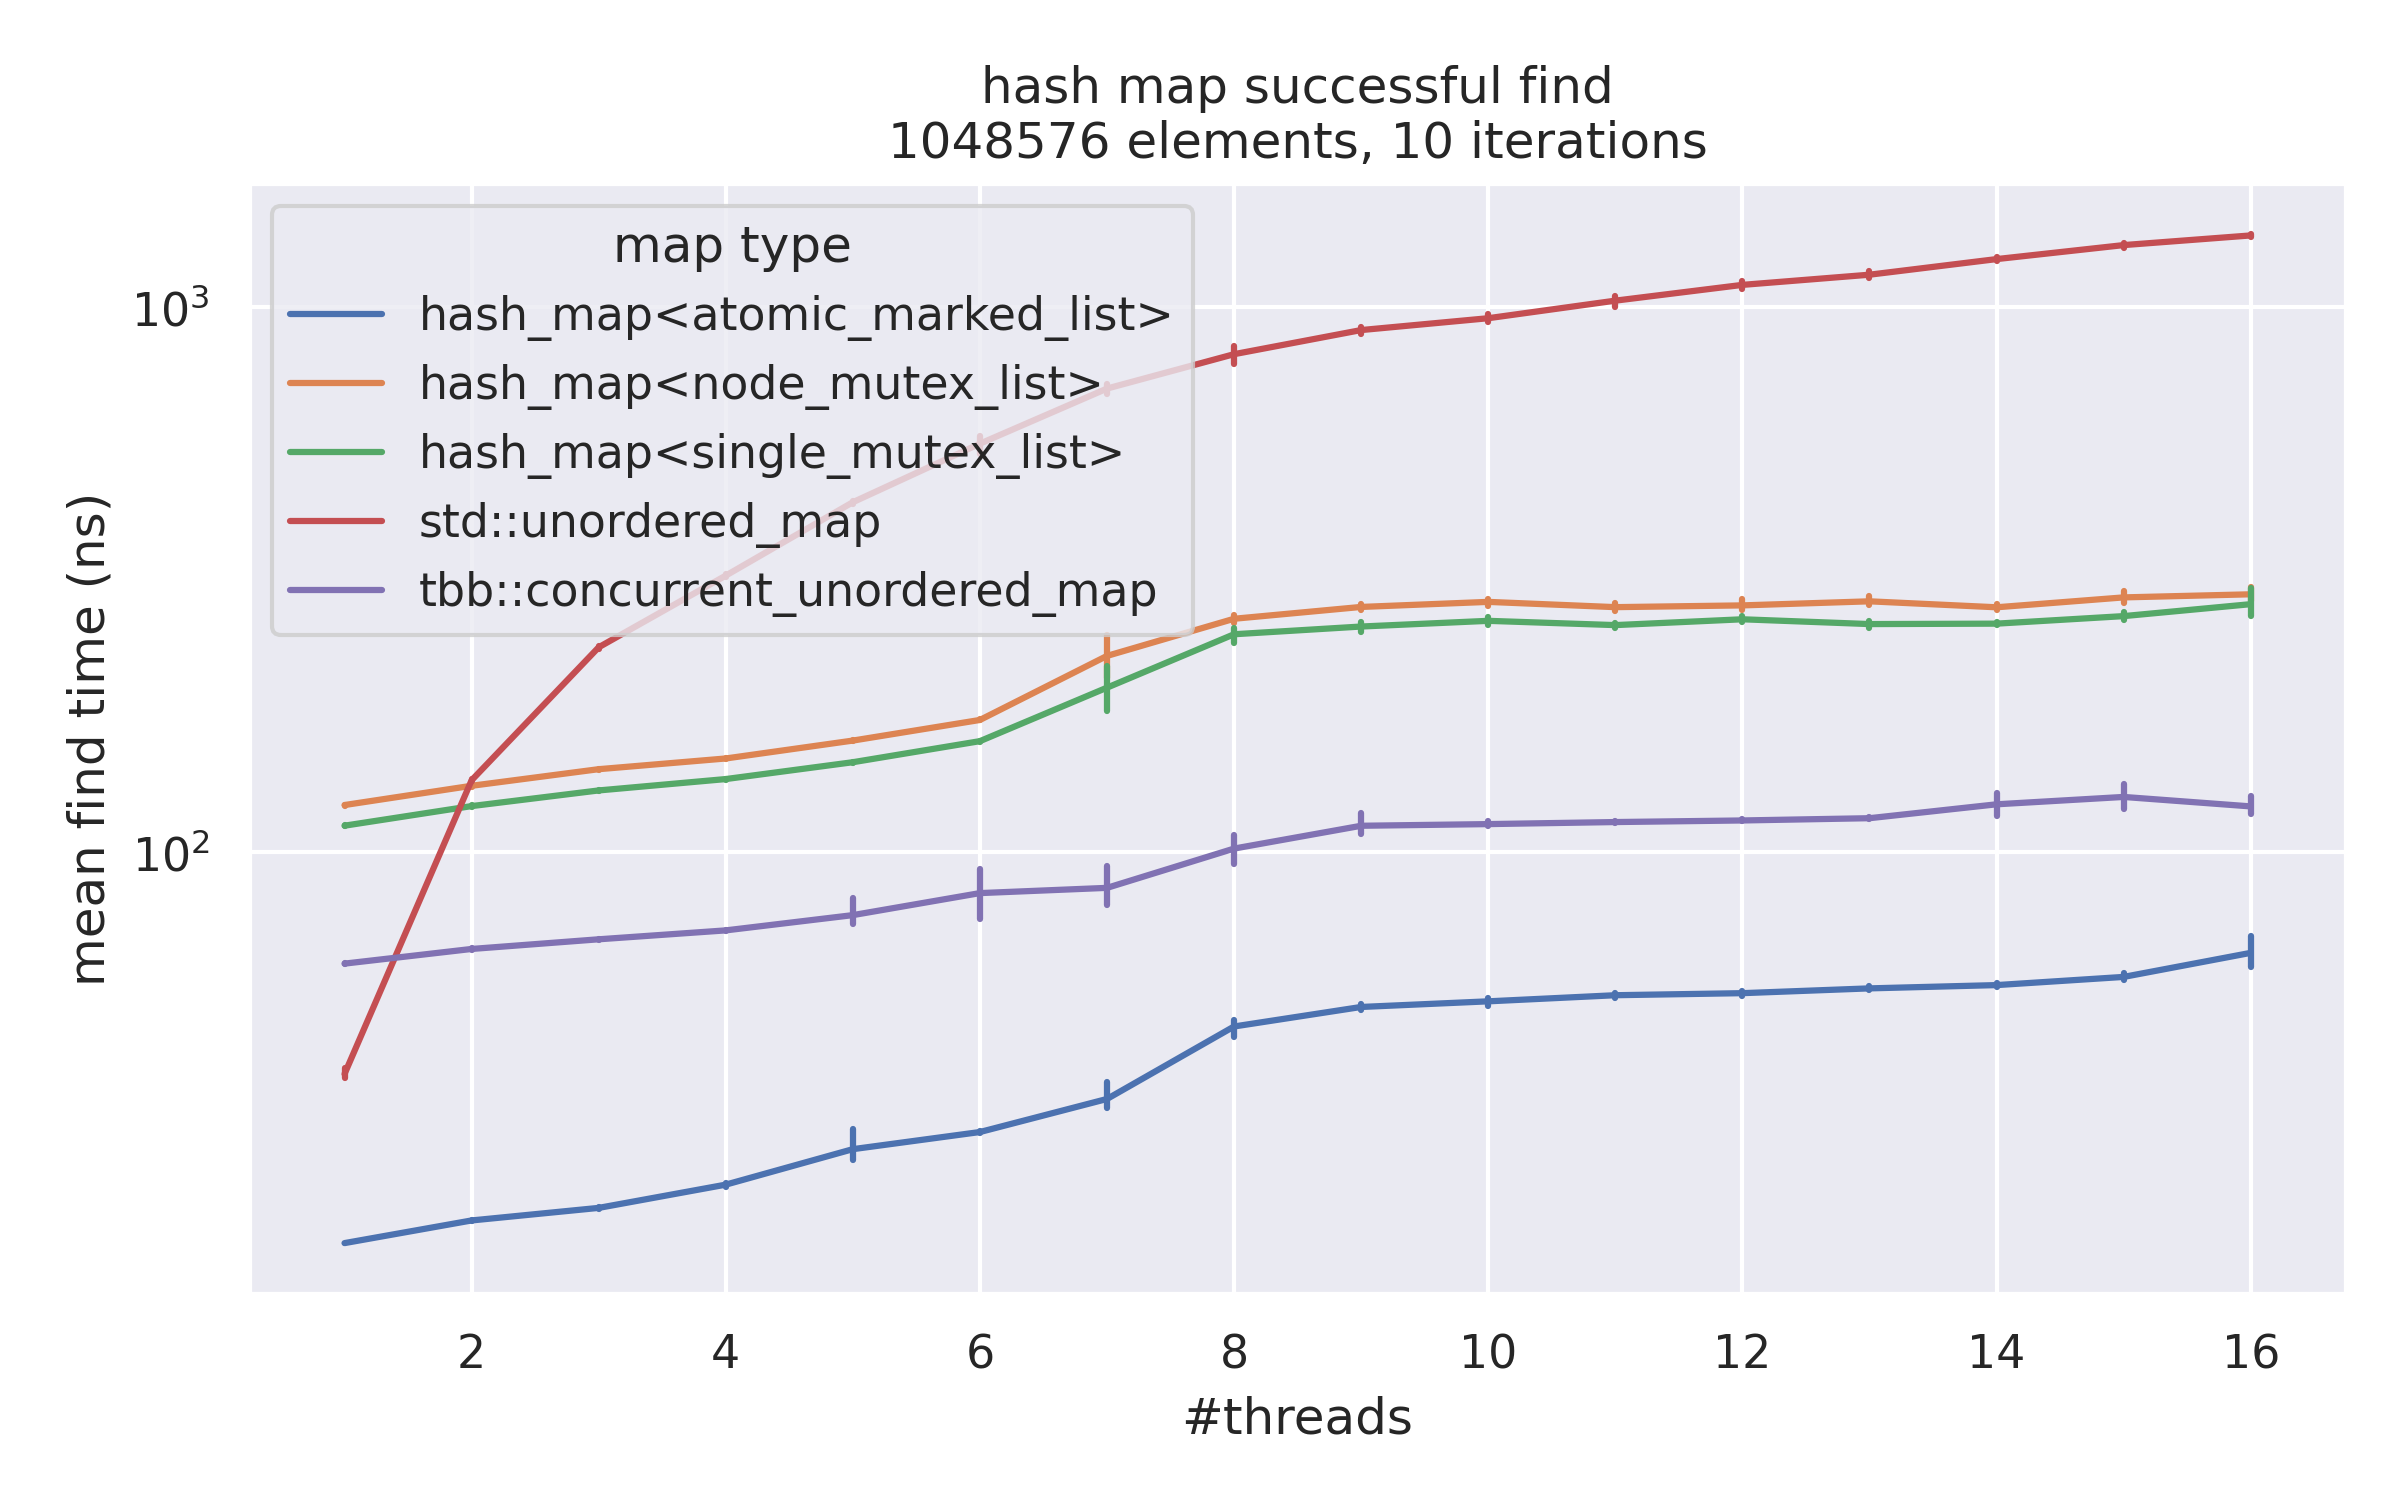 hash map successful find
1048576 elements, 10 iterations
map type
hash_map<atomic_marked_list>
hash_map<node_mutex_list>
hash_map<single_mutex_list>
std::unordered_map
tbb::concurrent_unordered_map
mean find time (ns)
10³
10²
2 4 6 8 10 12 14 16
#threads